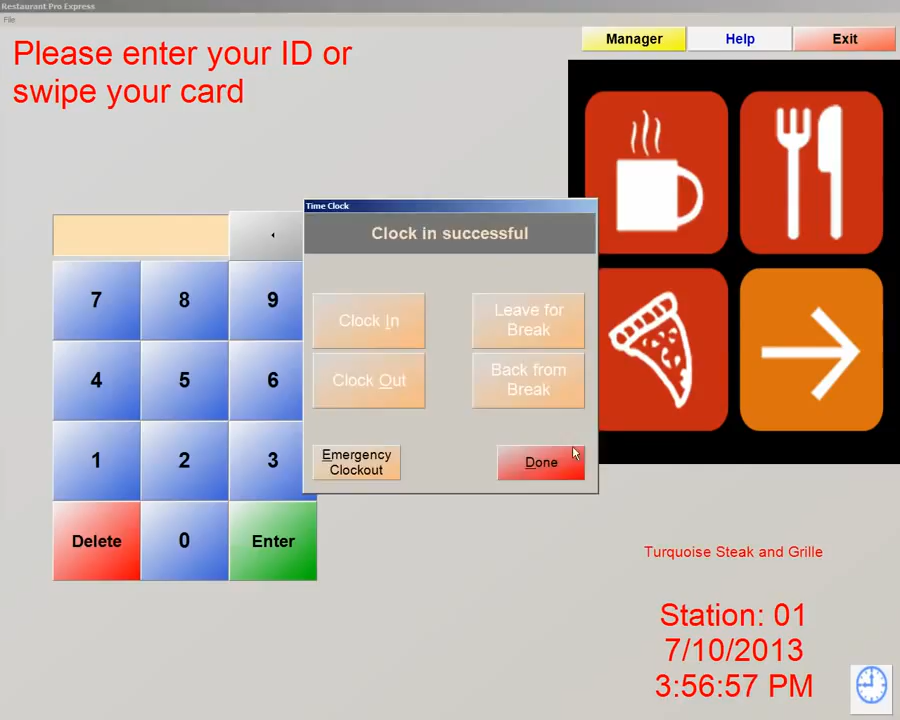 Restaurant Pro Express
File
Please enter your ID or
swipe your card
Manager
Help
Exit
Time Clock
Clock in successful
Clock In
Leave for
Break
Clock Out
Back from
Break
Emergency
Clockout
Done
7
8
9
4
5
6
1
2
3
Delete
0
Enter
Turquoise Steak and Grille
Station: 01
7/10/2013
3:56:57 PM